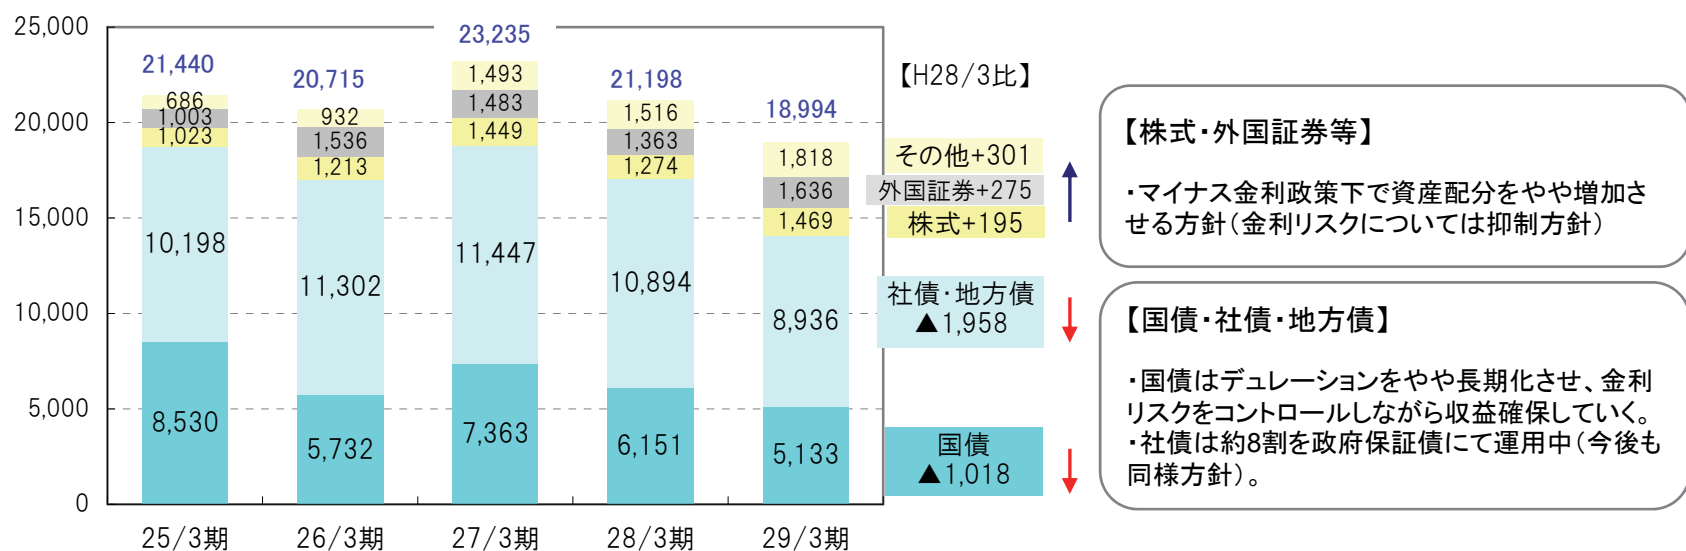 25,000
20,000
15,000
10,000
5,000
0
21,440
686
1,003
1,023
10,198
8,530
25/3期
20,715
932
1,536
1,213
11,302
5,732
26/3期
23,235
1,493
1,483
1,449
11,447
7,363
27/3期
21,198
1,516
1,363
1,274
10,894
6,151
28/3期
18,994
1,818
1,636
1,469
8,936
5,133
29/3期
【H28/3比】
その他+301
外国証券+275
株式+195
社債・地方債
▲1,958
国債
▲1,018
【株式・外国証券等】
・マイナス金利政策下で資産配分をやや増加さ
せる方針(金利リスクについては抑制方針)
【国債・社債・地方債】
・国債はデュレーションをやや長期化させ、金利
リスクをコントロールしながら収益確保していく。
・社債は約8割を政府保証債にて運用中(今後も
同様方針)。